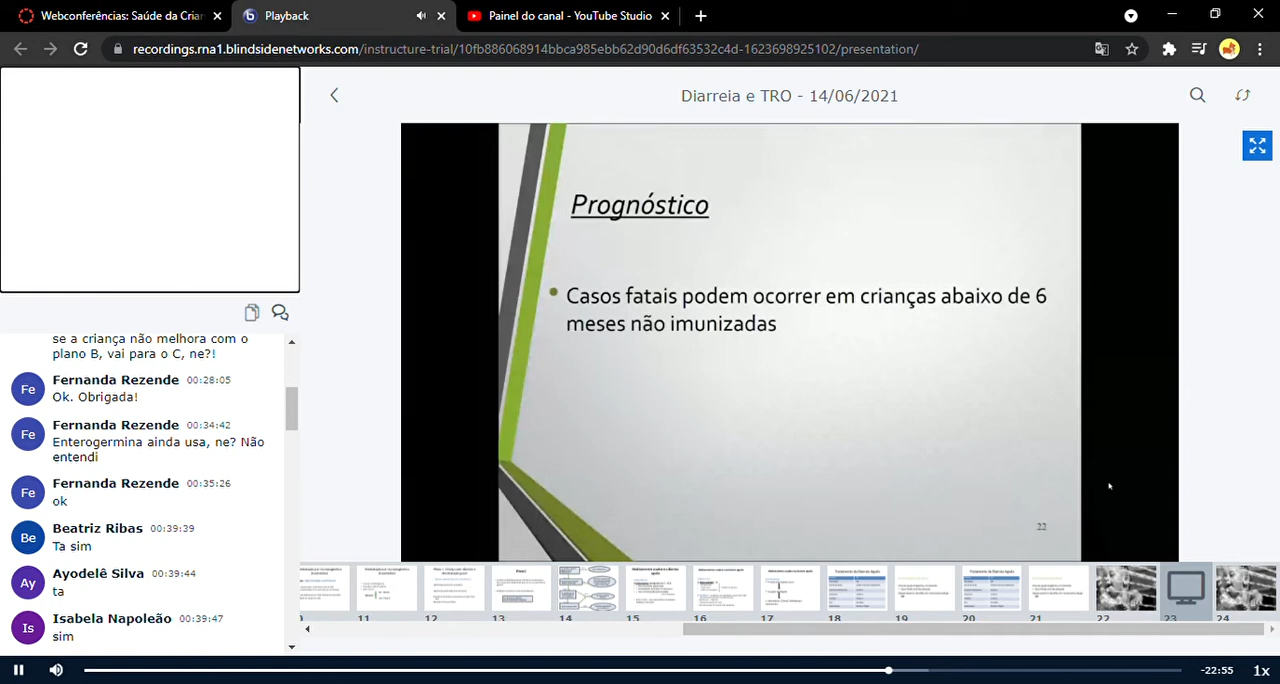 Webconferências: Saúde da Crian
Playback
Painel do canal - YouTube Studio
recordings.rna1.blindsidenetworks.com/instructure-trial/10fb886068914bbca985ebb62d90d6df63532c4d-1623698925102/presentation/
Diarreia e TRO - 14/06/2021
Prognóstico
Casos fatais podem ocorrer em crianças abaixo de 6
meses não imunizadas
22
se a criança não melhora com o
plano B, vai para o C, ne?!
Fe
Fernanda Rezende 00:28:05
Ok. Obrigada!
Fe
Fernanda Rezende 00:34:42
Enterogermina ainda usa, ne? Não
entendi
Fe
Fernanda Rezende 00:35:26
ok
Be
Beatriz Ribas 00:39:39
Ta sim
Ay
Ayodelê Silva 00:39:44
ta
Is
Isabela Napoleão 00:39:47
sim
11 12 13 14 15 16 17 18 19 20 21 22 23 24
-22:55 1x